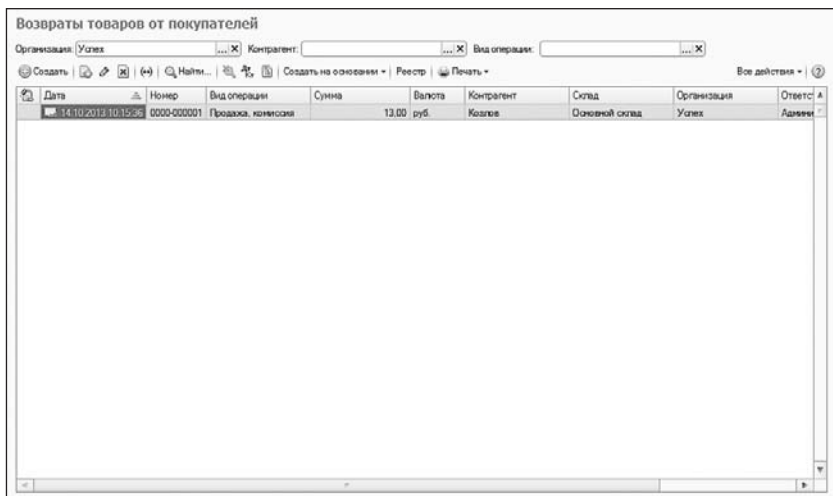 Возвраты товаров от покупателей
Организация: Успех ... Контрагент: ... Вид операции: ...
Создать Найти... Создать на основании Реестр Печать Все действия
Дата Номер Вид операции Сумма Валюта Контрагент Склад Организация Ответс
14.10.2013 10:15:36 0000-000001 Продажа, комиссия 13,00 руб. Козлов Основной склад Успех Админи